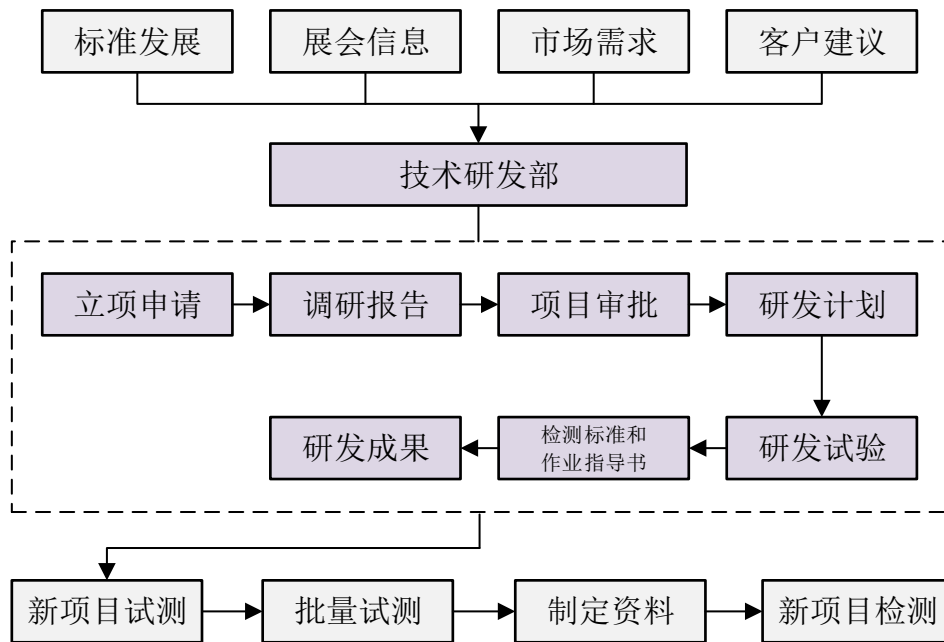 标准发展
展会信息
市场需求
客户建议
技术研发部
立项申请
调研报告
项目审批
研发计划
研发成果
检测标准和
作业指导书
研发试验
新项目试测
批量试测
制定资料
新项目检测